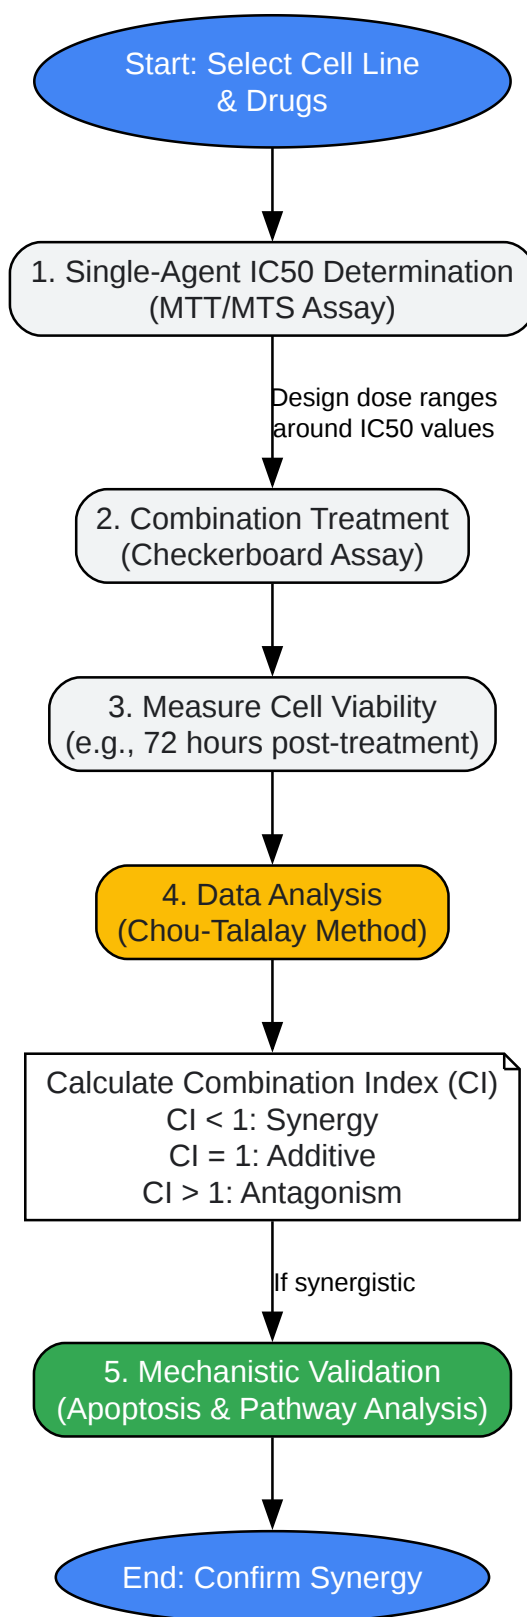 Start: Select Cell Line
& Drugs
1. Single-Agent IC50 Determination
(MTT/MTS Assay)
Design dose ranges
around IC50 values
2. Combination Treatment
(Checkerboard Assay)
3. Measure Cell Viability
(e.g., 72 hours post-treatment)
4. Data Analysis
(Chou-Talalay Method)
Calculate Combination Index (CI)
CI < 1: Synergy
CI = 1: Additive
CI > 1: Antagonism
If synergistic
5. Mechanistic Validation
(Apoptosis & Pathway Analysis)
End: Confirm Synergy